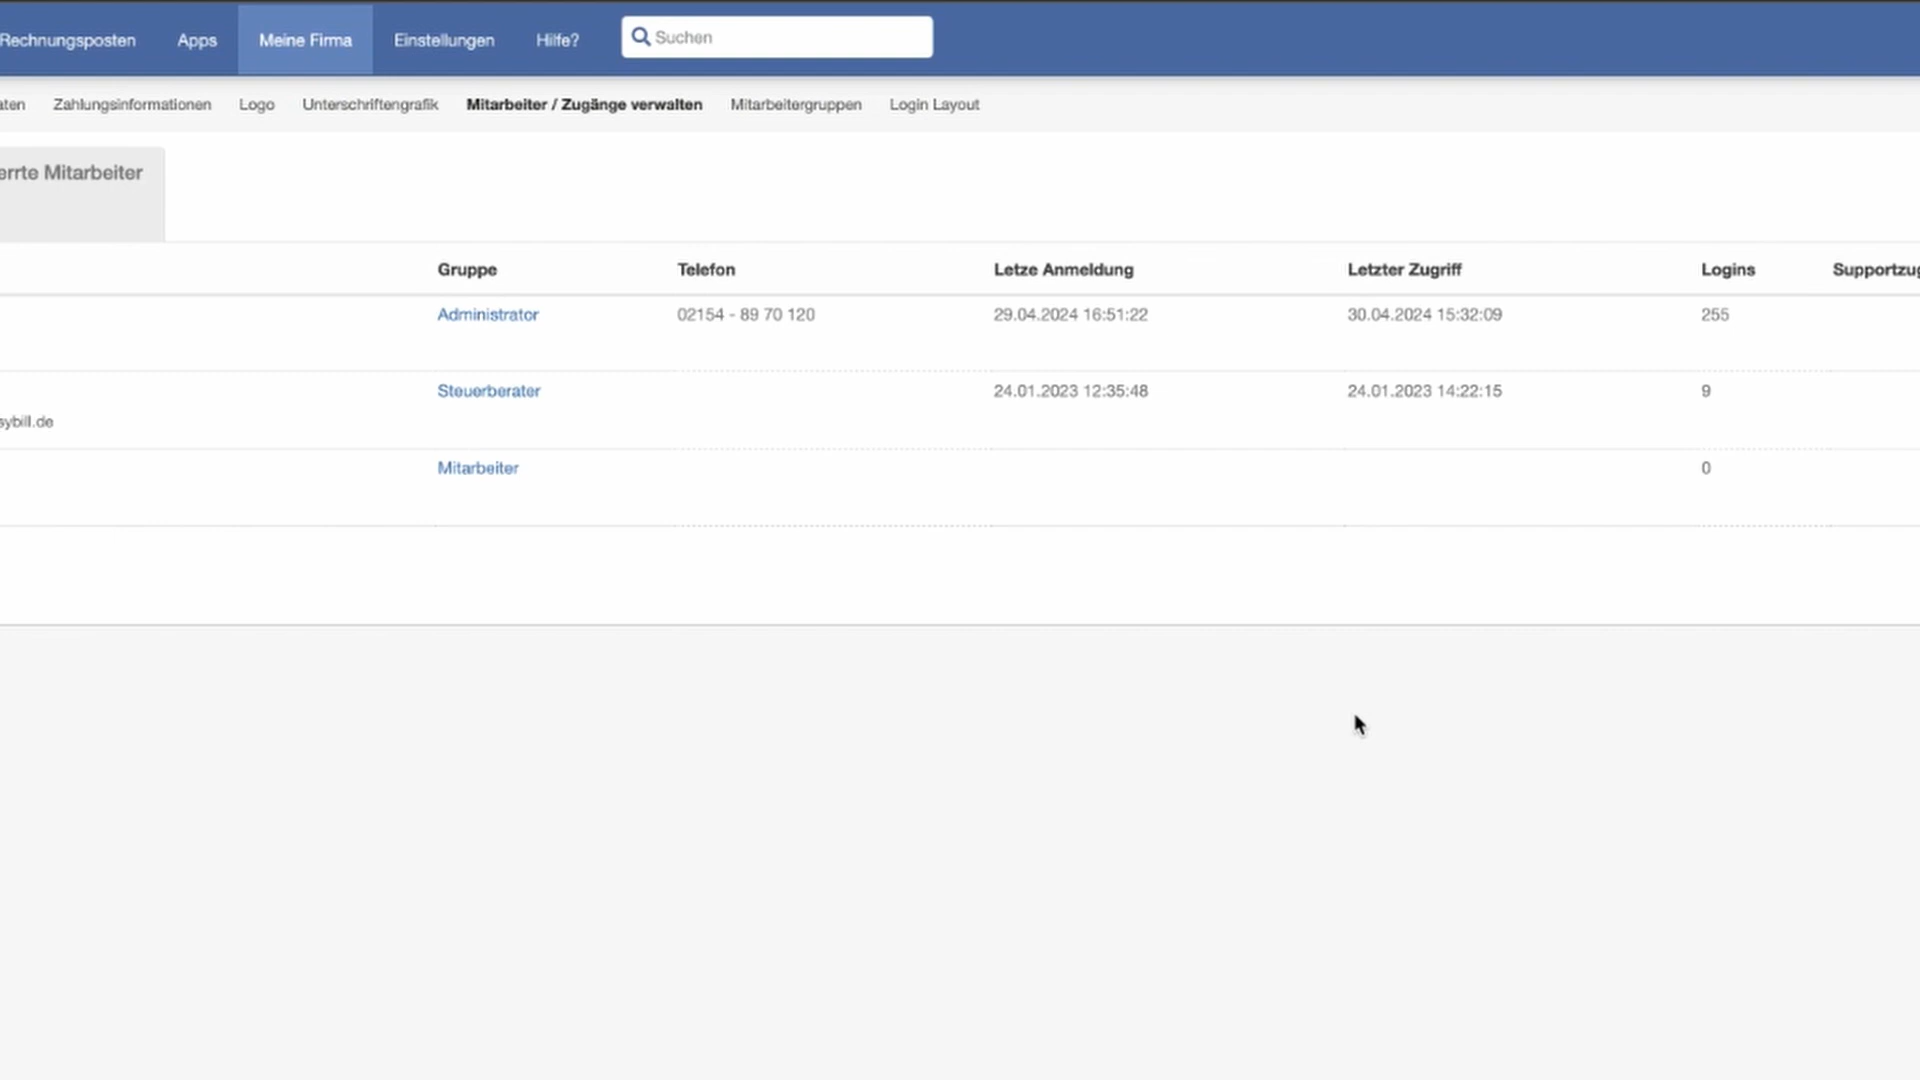 Rechnungsposten Apps Meine Firma Einstellungen Hilfe? Suchen
Zahlungsinformationen Logo Unterschriftengrafik Mitarbeiter / Zugänge verwalten Mitarbeitergruppen Login Layout
errte Mitarbeiter
Gruppe Telefon Letze Anmeldung Letzter Zugriff Logins Supportzug
Administrator 02154 - 89 70 120 29.04.2024 16:51:22 30.04.2024 15:32:09 255
Steuerberater 24.01.2023 12:35:48 24.01.2023 14:22:15 9
sybill.de
Mitarbeiter 0